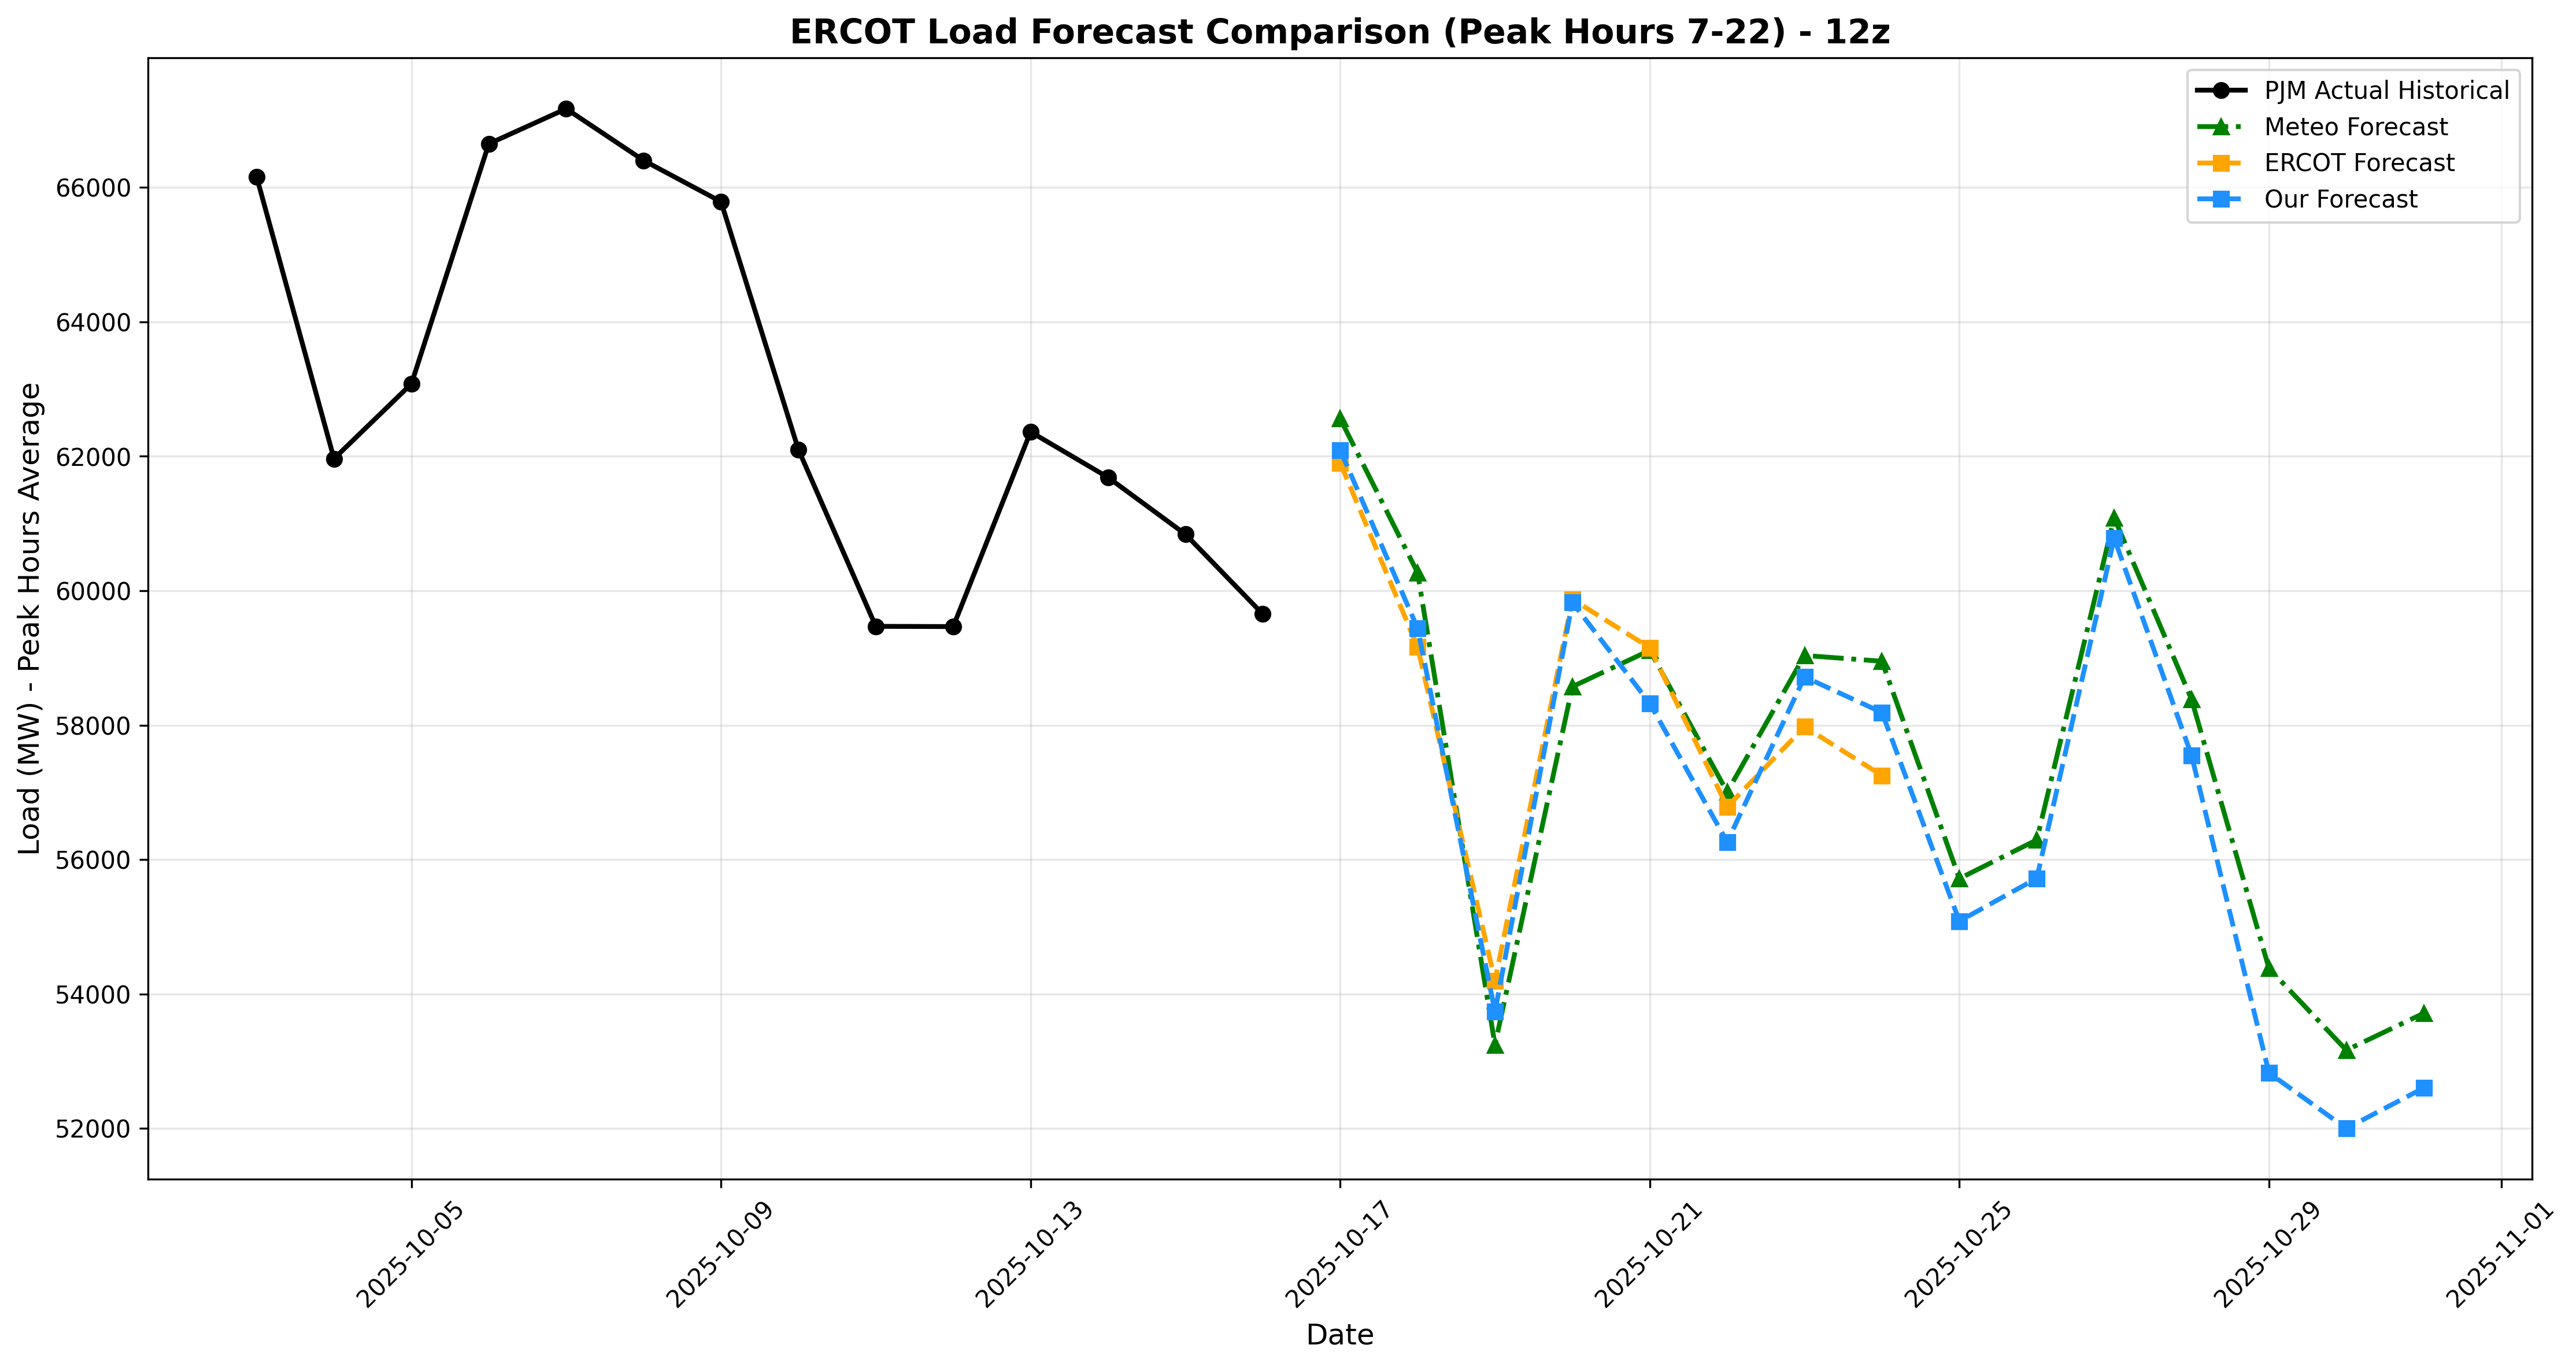 ERCOT Load Forecast Comparison (Peak Hours 7-22) - 12z
PJM Actual Historical
Meteo Forecast
ERCOT Forecast
Our Forecast
Load (MW) - Peak Hours Average
66000
64000
62000
60000
58000
56000
54000
52000
2025-10-05
2025-10-09
2025-10-13
2025-10-17
2025-10-21
2025-10-25
2025-10-29
2025-11-01
Date